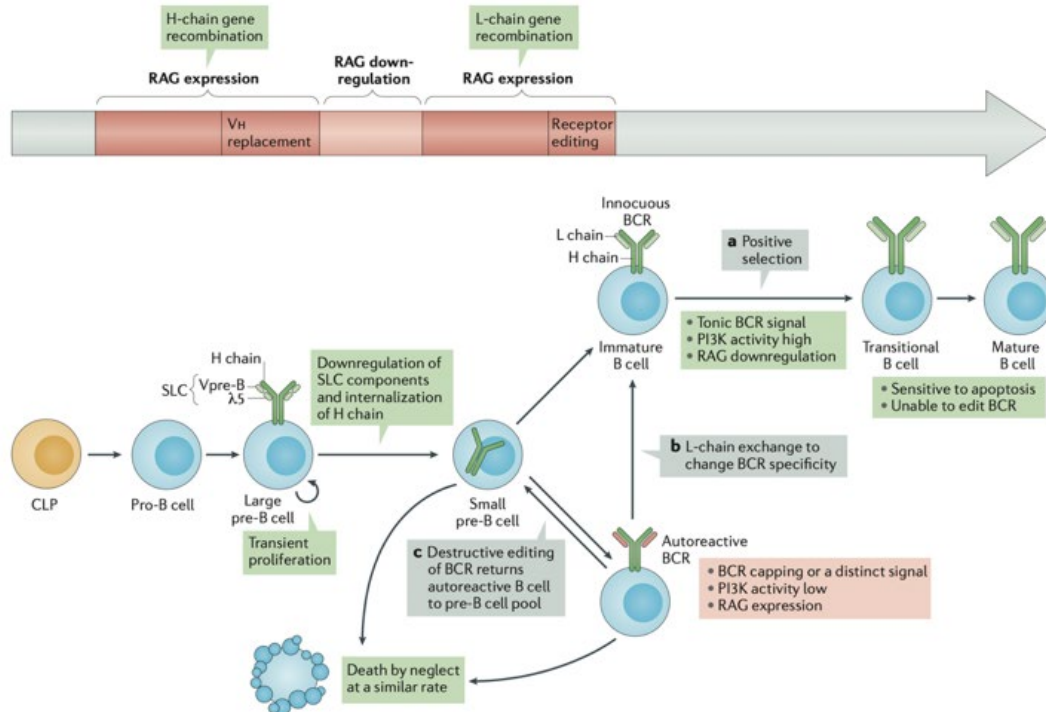 H-chain gene
recombination
L-chain gene
recombination
RAG expression
RAG down-
regulation
RAG expression
VH
replacement
Receptor
editing
Innocuous
BCR
L chain
H chain
Immature
B cell
a Positive
selection
• Tonic BCR signal
• PI3K activity high
• RAG downregulation
Transitional
B cell
Mature
B cell
• Sensitive to apoptosis
• Unable to edit BCR
H chain
SLC
Vpre-B
λ5
Downregulation of
SLC components
and internalization
of H chain
CLP
Pro-B cell
Large
pre-B cell
Transient
proliferation
Small
pre-B cell
b L-chain exchange to
change BCR specificity
c Destructive editing
of BCR returns
autoreactive B cell
to pre-B cell pool
Autoreactive
BCR
• BCR capping or a distinct signal
• PI3K activity low
• RAG expression
Death by neglect
at a similar rate